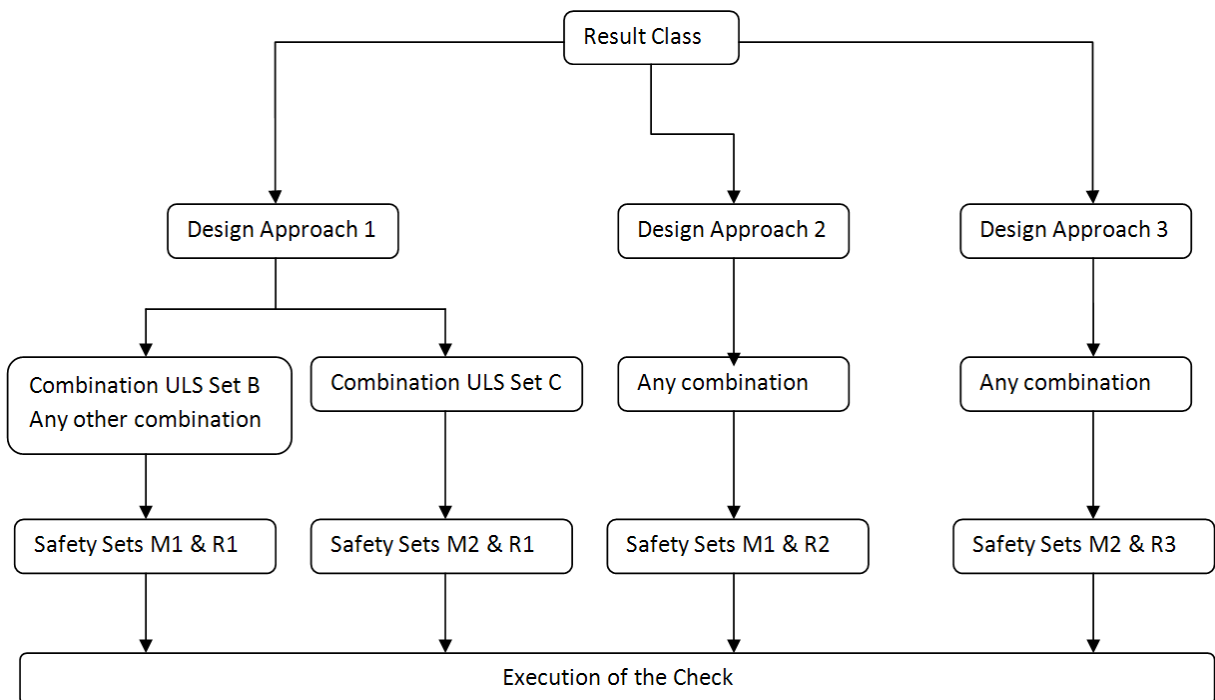 Result Class
Design Approach 1
Design Approach 2
Design Approach 3
Combination ULS Set B
Any other combination
Combination ULS Set C
Any combination
Any combination
Safety Sets M1 & R1
Safety Sets M2 & R1
Safety Sets M1 & R2
Safety Sets M2 & R3
Execution of the Check